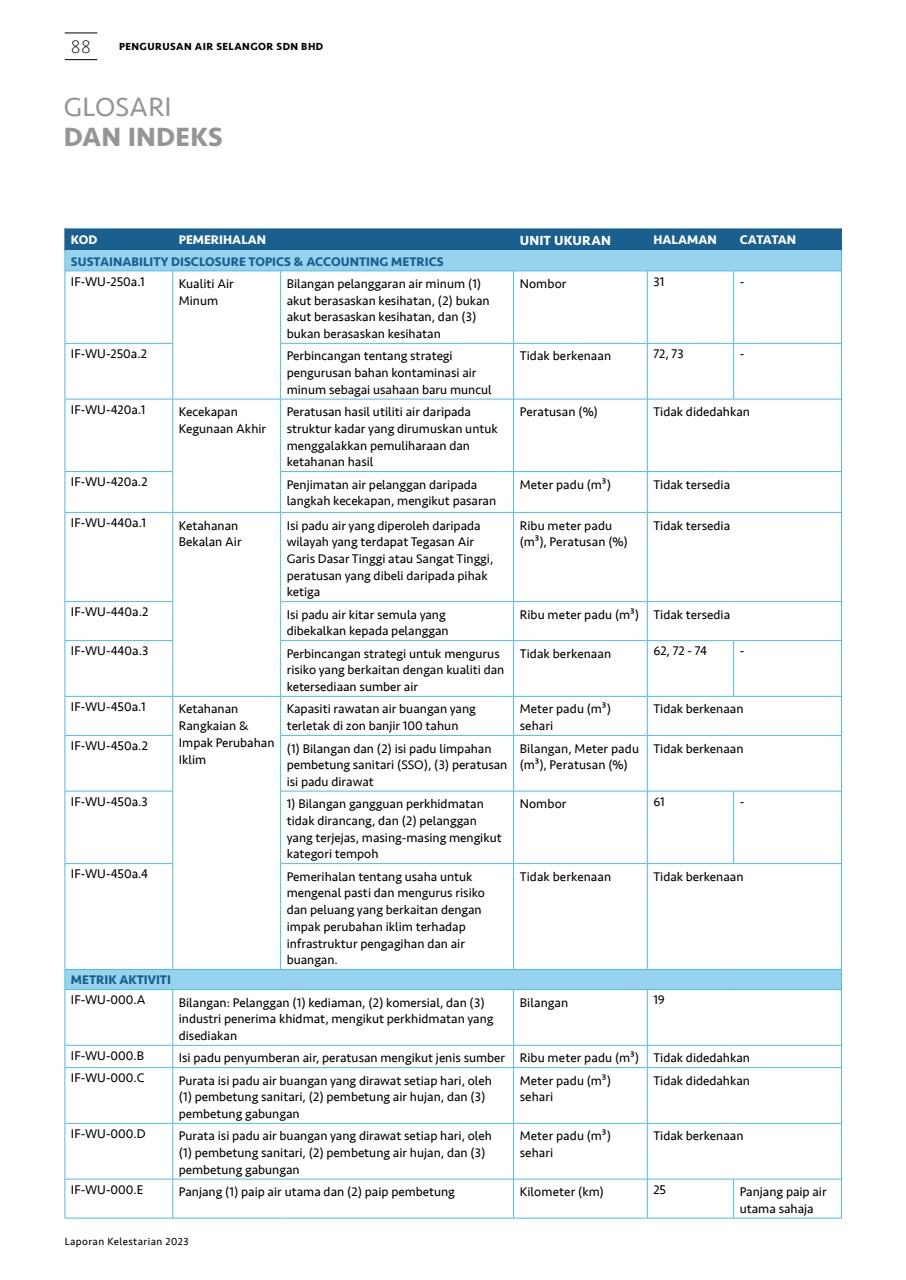 88
PENGURUSAN AIR SELANGOR SDN BHD
GLOSARI
DAN INDEKS
KOD PEMERIHALAN UNIT UKURAN HALAMAN CATATAN
SUSTAINABILITY DISCLOSURE TOPICS & ACCOUNTING METRICS
IF-WU-250a.1 Kualiti Air Bilangan pelanggaran air minum (1) Nombor 31 -
Minum akut berasaskan kesihatan, (2) bukan
akut berasaskan kesihatan, dan (3)
bukan berasaskan kesihatan
IF-WU-250a.2 Perbincangan tentang strategi Tidak berkenaan 72, 73 -
pengurusan bahan kontaminasi air
minum sebagai usahaan baru muncul
IF-WU-420a.1 Kecekapan Peratusan hasil utiliti air daripada Peratusan (%) Tidak didedahkan
Kegunaan Akhir struktur kadar yang dirumuskan untuk
menggalakkan pemuliharaan dan
ketahanan hasil
IF-WU-420a.2 Penjimatan air pelanggan daripada Meter padu (m³) Tidak tersedia
langkah kecekapan, mengikut pasaran
IF-WU-440a.1 Ketahanan Isi padu air yang diperoleh daripada Ribu meter padu Tidak tersedia
Bekalan Air wilayah yang terdapat Tegasan Air (m³), Peratusan (%)
Garis Dasar Tinggi atau Sangat Tinggi,
peratusan yang dibeli daripada pihak
ketiga
IF-WU-440a.2 Isi padu air kitar semula yang Ribu meter padu (m³) Tidak tersedia
dibekalkan kepada pelanggan
IF-WU-440a.3 Perbincangan strategi untuk mengurus Tidak berkenaan 62, 72 - 74 -
risiko yang berkaitan dengan kualiti dan
ketersediaan sumber air
IF-WU-450a.1 Ketahanan Kapasiti rawatan air buangan yang Meter padu (m³) Tidak berkenaan
Rangkaian & terletak di zon banjir 100 tahun sehari
Impak Perubahan
Iklim
IF-WU-450a.2 (1) Bilangan dan (2) isi padu limpahan Bilangan, Meter padu Tidak berkenaan
pembetung sanitari (SSO), (3) peratusan (m³), Peratusan (%)
isi padu dirawat
IF-WU-450a.3 1) Bilangan gangguan perkhidmatan Nombor 61 -
tidak dirancang, dan (2) pelanggan
yang terjejas, masing-masing mengikut
kategori tempoh
IF-WU-450a.4 Pemerihalan tentang usaha untuk Tidak berkenaan Tidak berkenaan
mengenal pasti dan mengurus risiko
dan peluang yang berkaitan dengan
impak perubahan iklim terhadap
infrastruktur pengagihan dan air
buangan.
METRIK AKTIVITI
IF-WU-000.A Bilangan: Pelanggan (1) kediaman, (2) komersial, dan (3) Bilangan 19
industri penerima khidmat, mengikut perkhidmatan yang
disediakan
IF-WU-000.B Isi padu penyumberan air, peratusan mengikut jenis sumber Ribu meter padu (m³) Tidak didedahkan
IF-WU-000.C Purata isi padu air buangan yang dirawat setiap hari, oleh Meter padu (m³) Tidak didedahkan
(1) pembetung sanitari, (2) pembetung air hujan, dan (3) sehari
pembetung gabungan
IF-WU-000.D Purata isi padu air buangan yang dirawat setiap hari, oleh Meter padu (m³) Tidak berkenaan
(1) pembetung sanitari, (2) pembetung air hujan, dan (3) sehari
pembetung gabungan
IF-WU-000.E Panjang (1) paip air utama dan (2) paip pembetung Kilometer (km) 25 Panjang paip air
utama sahaja
Laporan Kelestarian 2023